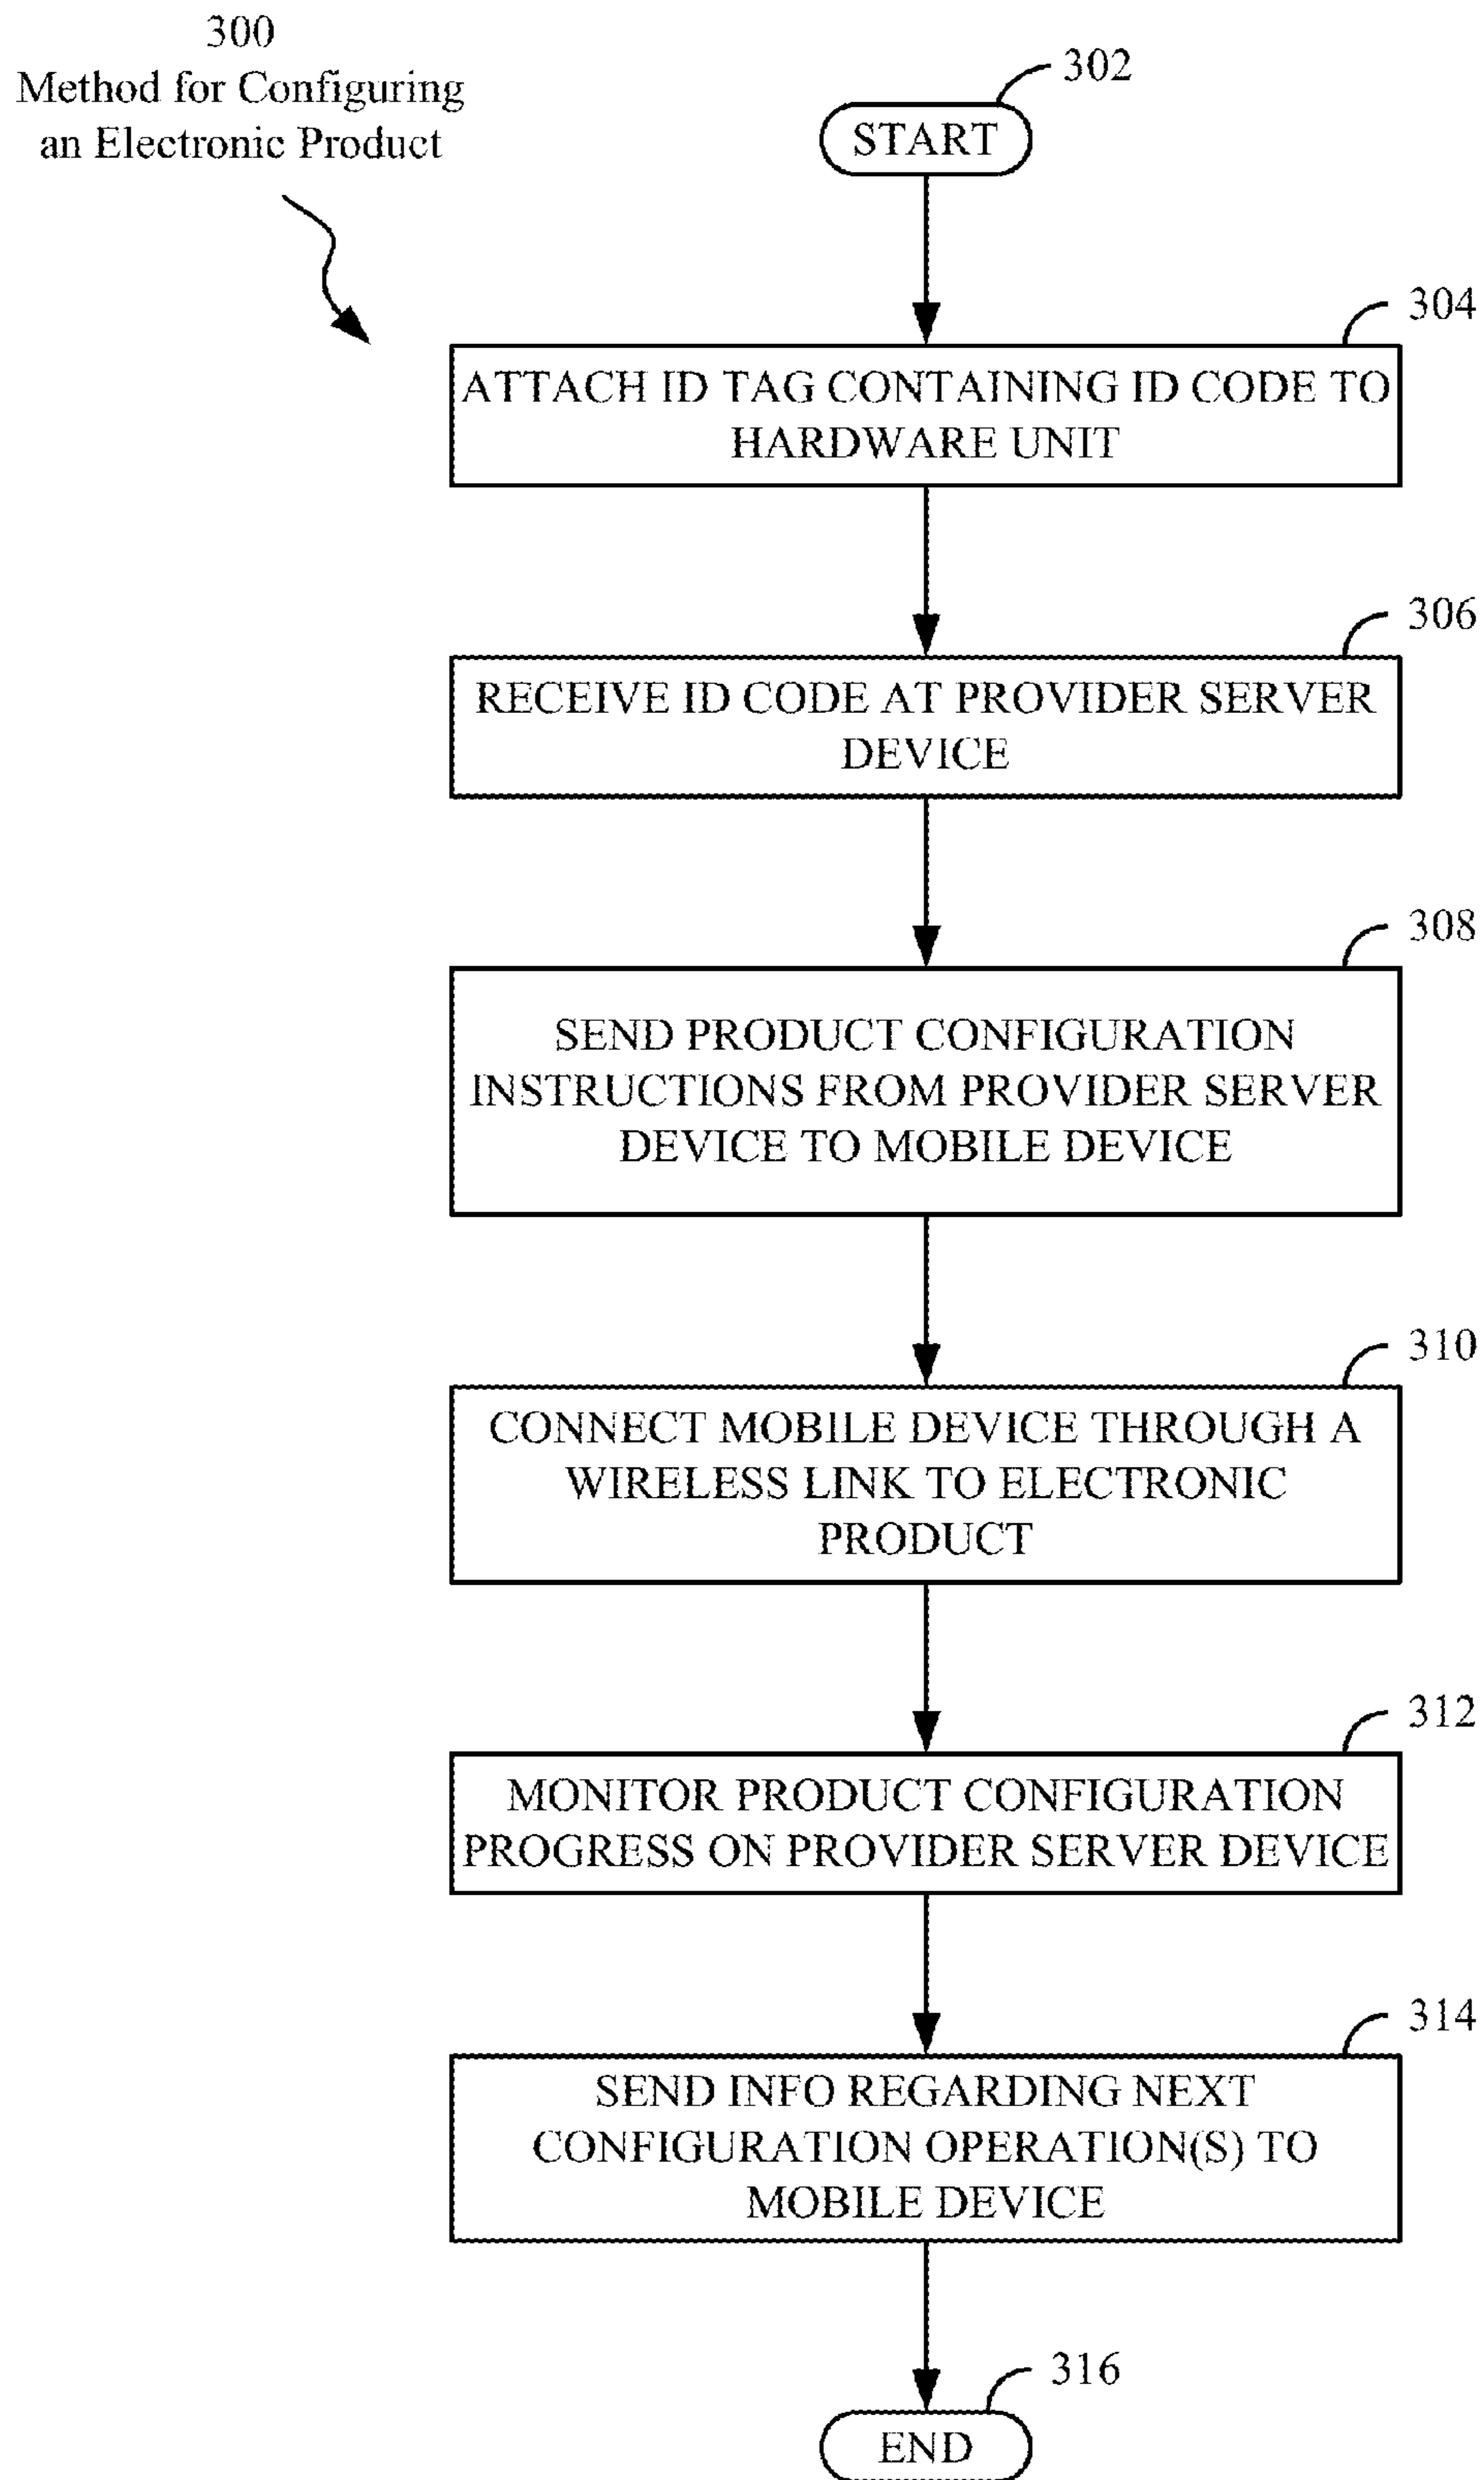 300
Method for Configuring
an Electronic Product
302
START
304
ATTACH ID TAG CONTAINING ID CODE TO
HARDWARE UNIT
306
RECEIVE ID CODE AT PROVIDER SERVER
DEVICE
308
SEND PRODUCT CONFIGURATION
INSTRUCTIONS FROM PROVIDER SERVER
DEVICE TO MOBILE DEVICE
310
CONNECT MOBILE DEVICE THROUGH A
WIRELESS LINK TO ELECTRONIC
PRODUCT
312
MONITOR PRODUCT CONFIGURATION
PROGRESS ON PROVIDER SERVER DEVICE
314
SEND INFO REGARDING NEXT
CONFIGURATION OPERATION(S) TO
MOBILE DEVICE
316
END